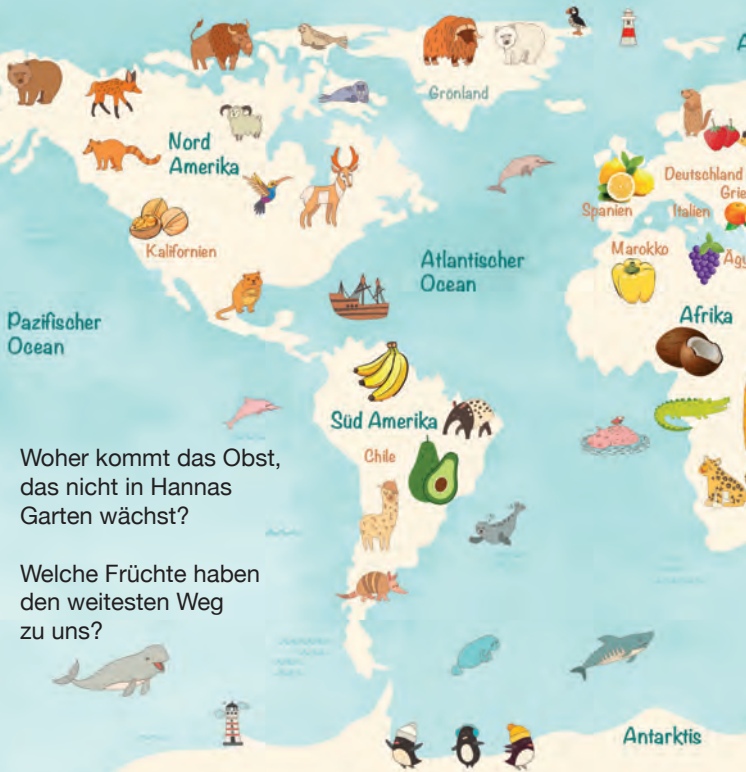 Grönland
Nord
Amerika
Deutschland
Spanien
Italien
Kalifornien
Marokko
Atlantischer
Ocean
Afrika
Pazifischer
Ocean
Süd Amerika
Chile
Woher kommt das Obst,
das nicht in Hannas
Garten wächst?
Welche Früchte haben
den weitesten Weg
zu uns?
Antarktis